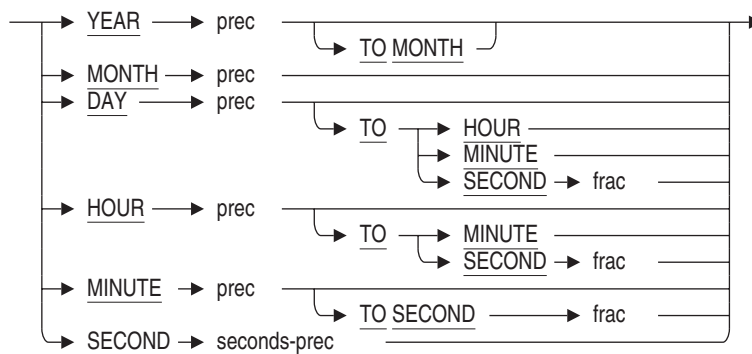 YEAR prec
TO MONTH
MONTH prec
DAY prec
TO HOUR
MINUTE
SECOND frac
HOUR prec
TO MINUTE
SECOND frac
MINUTE prec
TO SECOND frac
SECOND seconds-prec